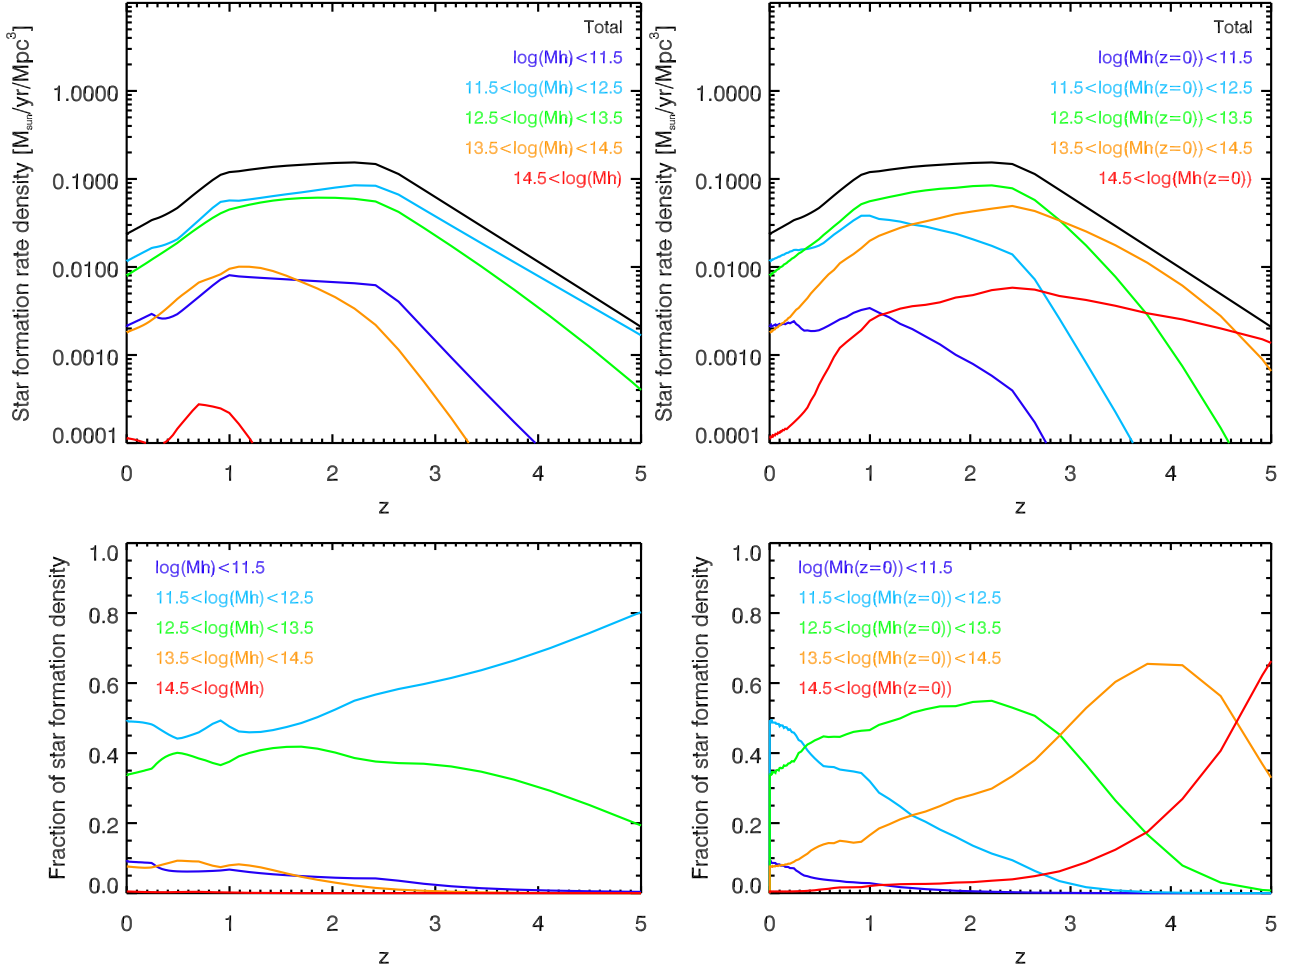 Star formation rate density [Msun/yr/Mpc³]
Total
log(Mh)<11.5
11.5<log(Mh)<12.5
12.5<log(Mh)<13.5
13.5<log(Mh)<14.5
14.5<log(Mh)
1.0000
0.1000
0.0100
0.0010
0.0001
0 1 2 3 4 5
z
Star formation rate density [Msun/yr/Mpc³]
Total
log(Mh(z=0))<11.5
11.5<log(Mh(z=0))<12.5
12.5<log(Mh(z=0))<13.5
13.5<log(Mh(z=0))<14.5
14.5<log(Mh(z=0))
1.0000
0.1000
0.0100
0.0010
0.0001
0 1 2 3 4 5
z
Fraction of star formation density
log(Mh)<11.5
11.5<log(Mh)<12.5
12.5<log(Mh)<13.5
13.5<log(Mh)<14.5
14.5<log(Mh)
1.0
0.8
0.6
0.4
0.2
0.0
0 1 2 3 4 5
z
Fraction of star formation density
log(Mh(z=0))<11.5
11.5<log(Mh(z=0))<12.5
12.5<log(Mh(z=0))<13.5
13.5<log(Mh(z=0))<14.5
14.5<log(Mh(z=0))
1.0
0.8
0.6
0.4
0.2
0.0
0 1 2 3 4 5
z